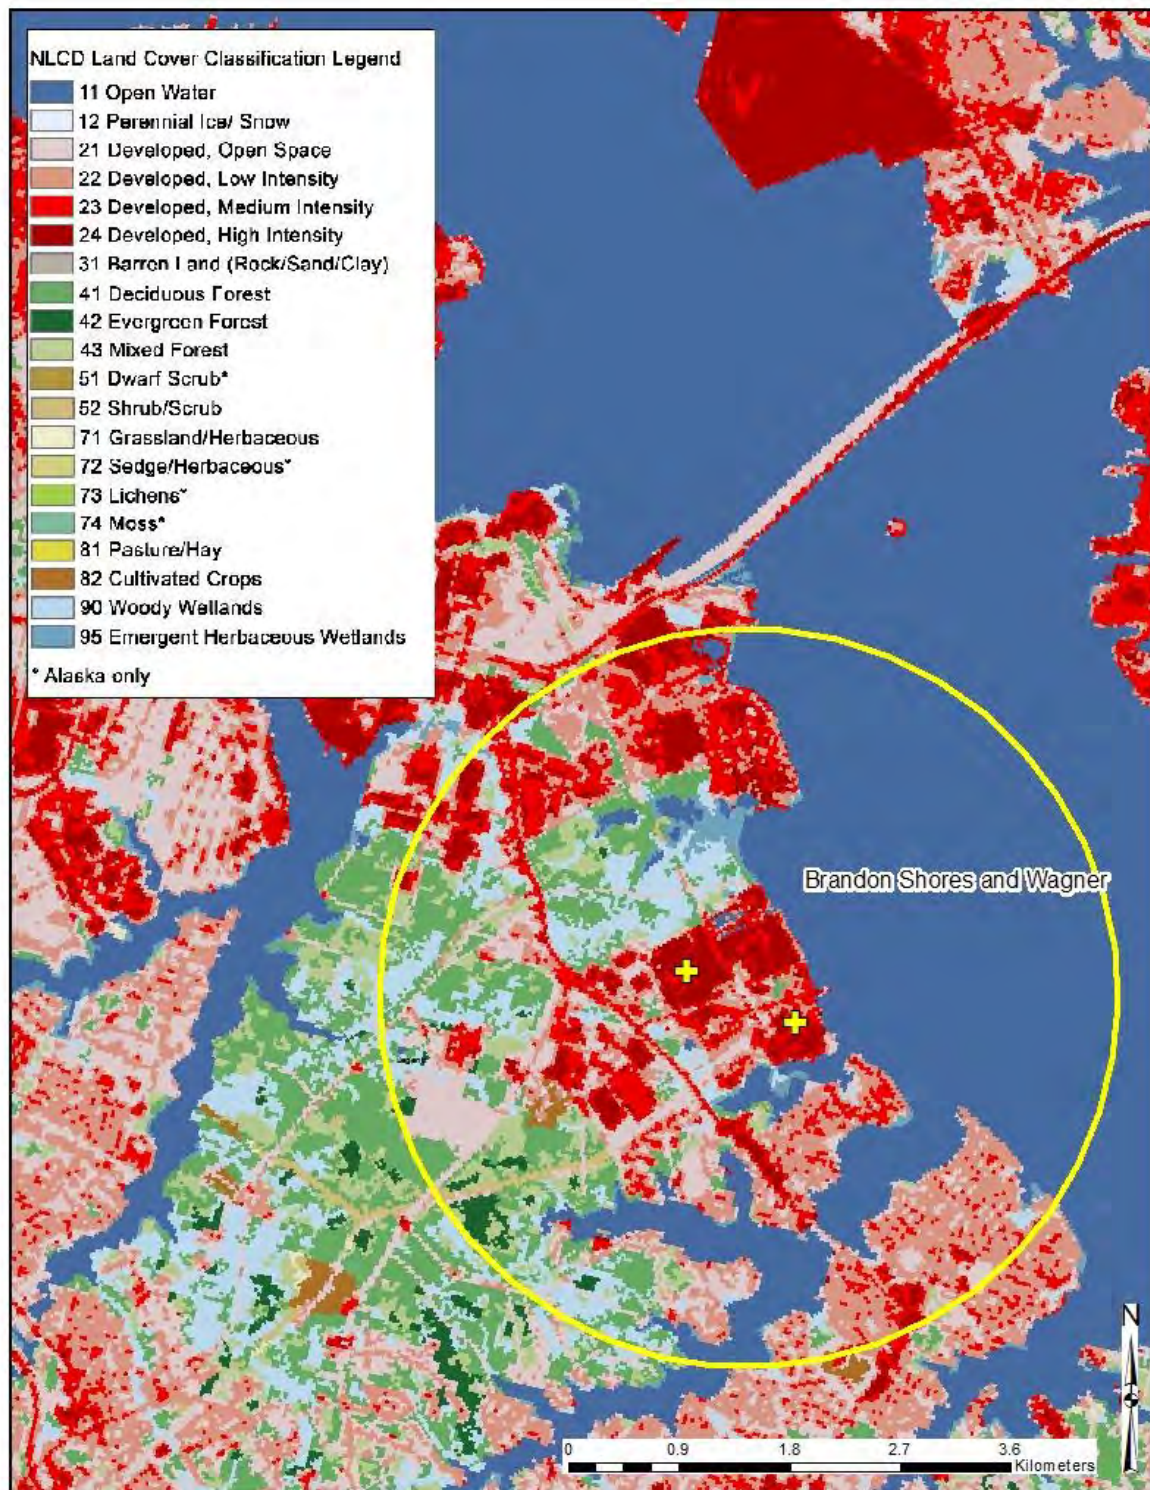 NLCD Land Cover Classification Legend
11 Open Water
12 Perennial Ice/ Snow
21 Developed, Open Space
22 Developed, Low Intensity
23 Developed, Medium Intensity
24 Developed, High Intensity
31 Barren Land (Rock/Sand/Clay)
41 Deciduous Forest
42 Evergreen Forest
43 Mixed Forest
51 Dwarf Scrub*
52 Shrub/Scrub
71 Grassland/Herbaceous
72 Sedge/Herbaceous*
73 Lichens*
74 Moss*
81 Pasture/Hay
82 Cultivated Crops
90 Woody Wetlands
95 Emergent Herbaceous Wetlands
* Alaska only
Brandon Shores and Wagner
N
0 0.9 1.8 2.7 3.6
Kilometers